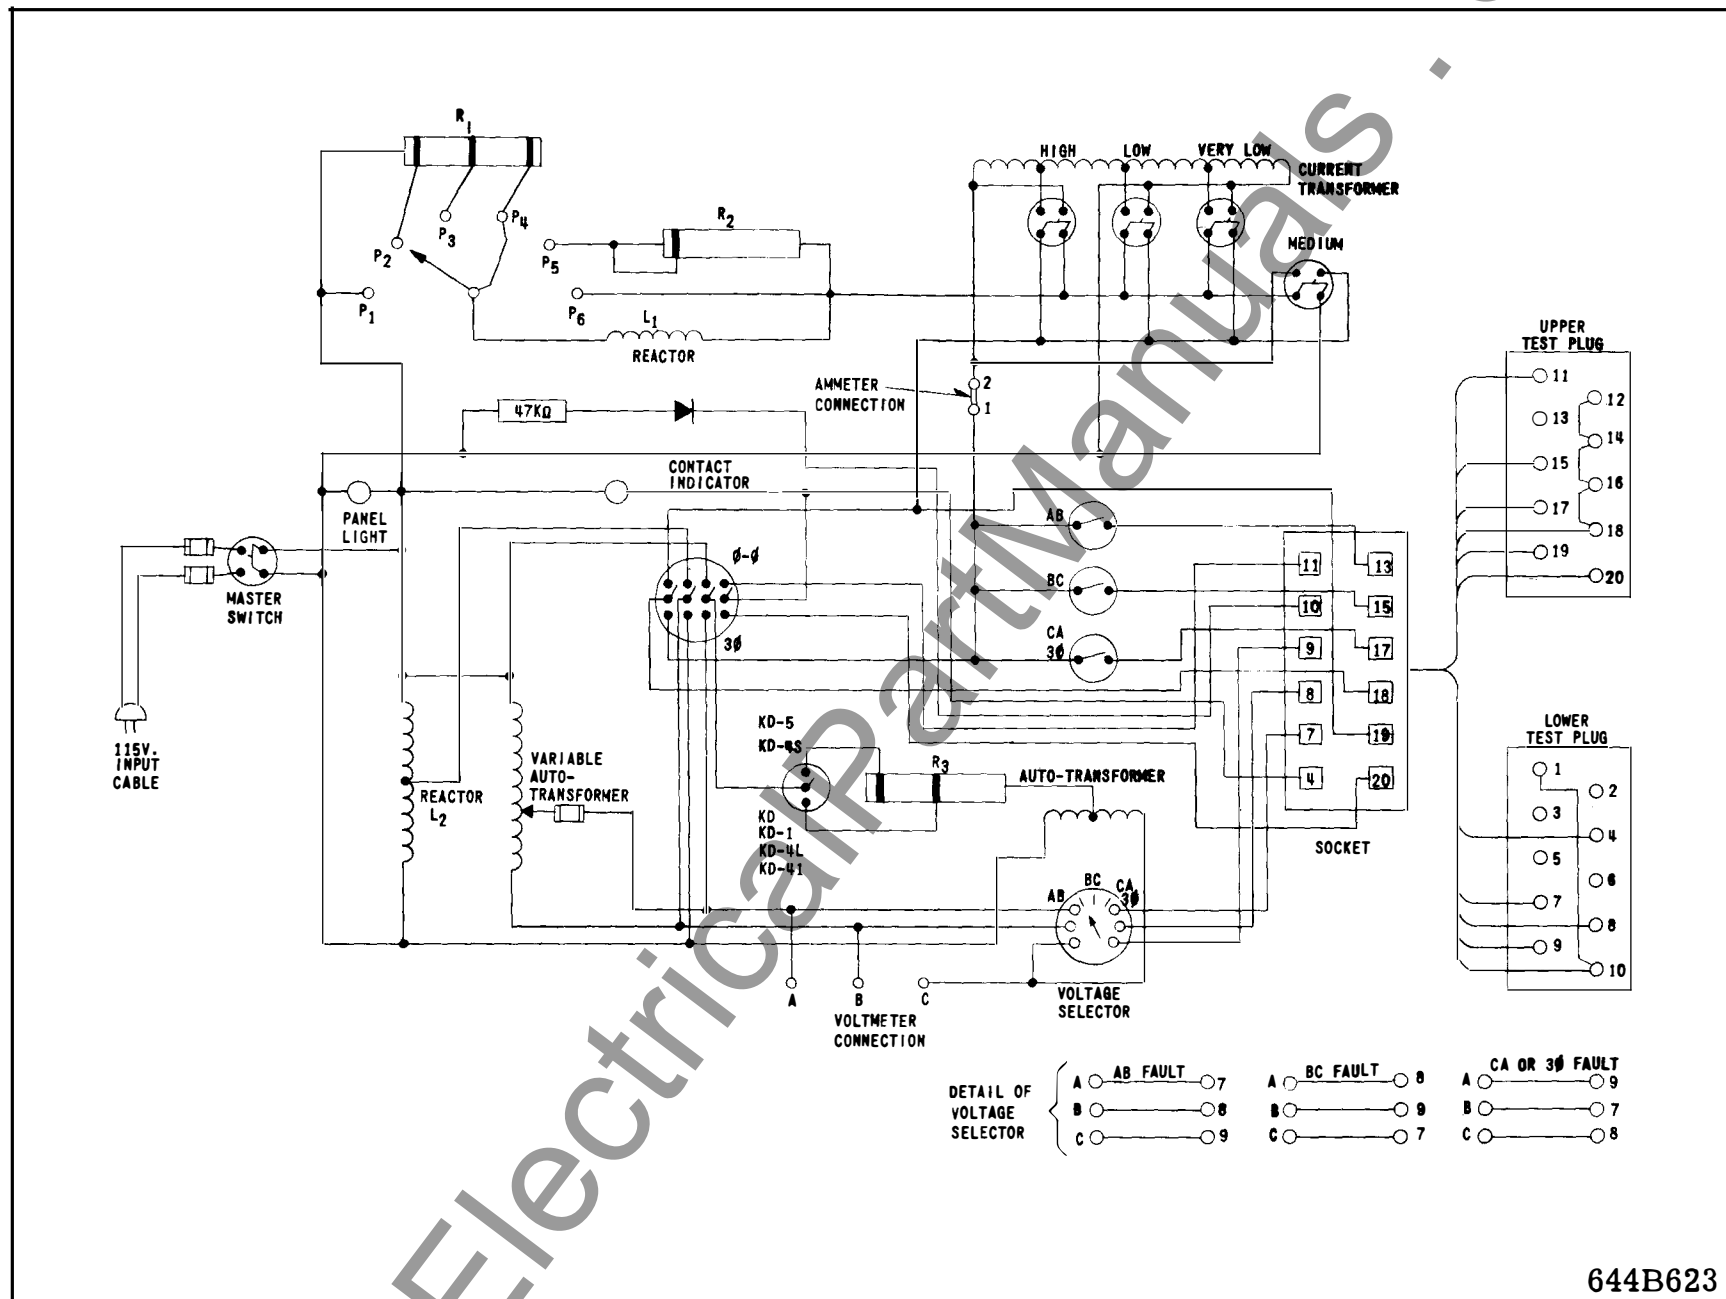 R1
P2
P3
P4
P1
P5
P6
R2
L1
REACTOR
HIGH
LOW
VERY LOW
CURRENT
TRANSFORMER
MEDIUM
AMMETER
CONNECTION
2
1
47KΩ
CONTACT
INDICATOR
PANEL
LIGHT
MASTER
SWITCH
115V.
INPUT
CABLE
REACTOR
L2
VARIABLE
AUTO-
TRANSFORMER
Ø-Ø
3Ø
AB
BC
CA
3Ø
KD-5
KD-4S
KD
KD-1
KD-4L
KD-41
R3
AUTO-TRANSFORMER
AB
BC
CA
3Ø
VOLTAGE
SELECTOR
A
B
C
VOLTMETER
CONNECTION
11
13
10
15
9
17
8
18
7
19
4
20
SOCKET
UPPER
TEST PLUG
11
12
13
14
15
16
17
18
19
20
LOWER
TEST PLUG
1
2
3
4
5
6
7
8
9
10
DETAIL OF
VOLTAGE
SELECTOR
AB FAULT
A 7
B 8
C 9
BC FAULT
A 8
B 9
C 7
CA OR 3Ø FAULT
A 9
B 7
C 8
644B623
ElectricalPartManuals .